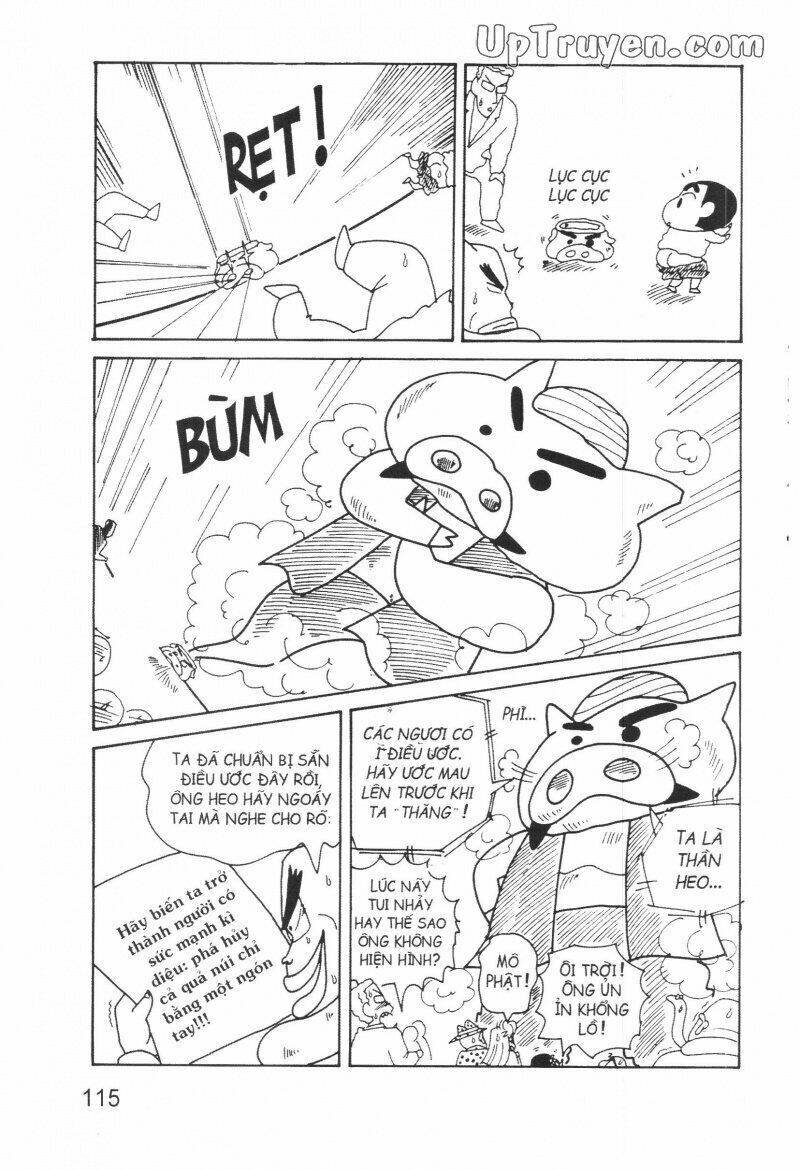 UpTruyen.com
RẸT!
LỤC CỤC
LỤC CỤC
BÙM
PHÌ...
TA LÀ
THẦN
HEO...
CÁC NGƯƠI CÓ
1 ĐIỀU ƯỚC.
HÃY ƯỚC MAU
LÊN TRƯỚC KHI
TA "THĂNG"!
LÚC NÃY
TUI NHẢY
HAY THẾ SAO
ÔNG KHÔNG
HIỆN HÌNH?
MÔ
PHẬT!
ÔI TRỜI!
ÔNG ỦN
ỈN KHỔNG
LỒ!
TA ĐÃ CHUẨN BỊ SẴN
ĐIỀU ƯỚC ĐÂY RỒI,
ÔNG HEO HÃY NGOÁY
TAI MÀ NGHE CHO RÕ:
Hãy biến ta trở
thành người có
sức mạnh kì
diệu: phá hủy
cả quả núi chỉ
bằng một ngón
tay!!!
115